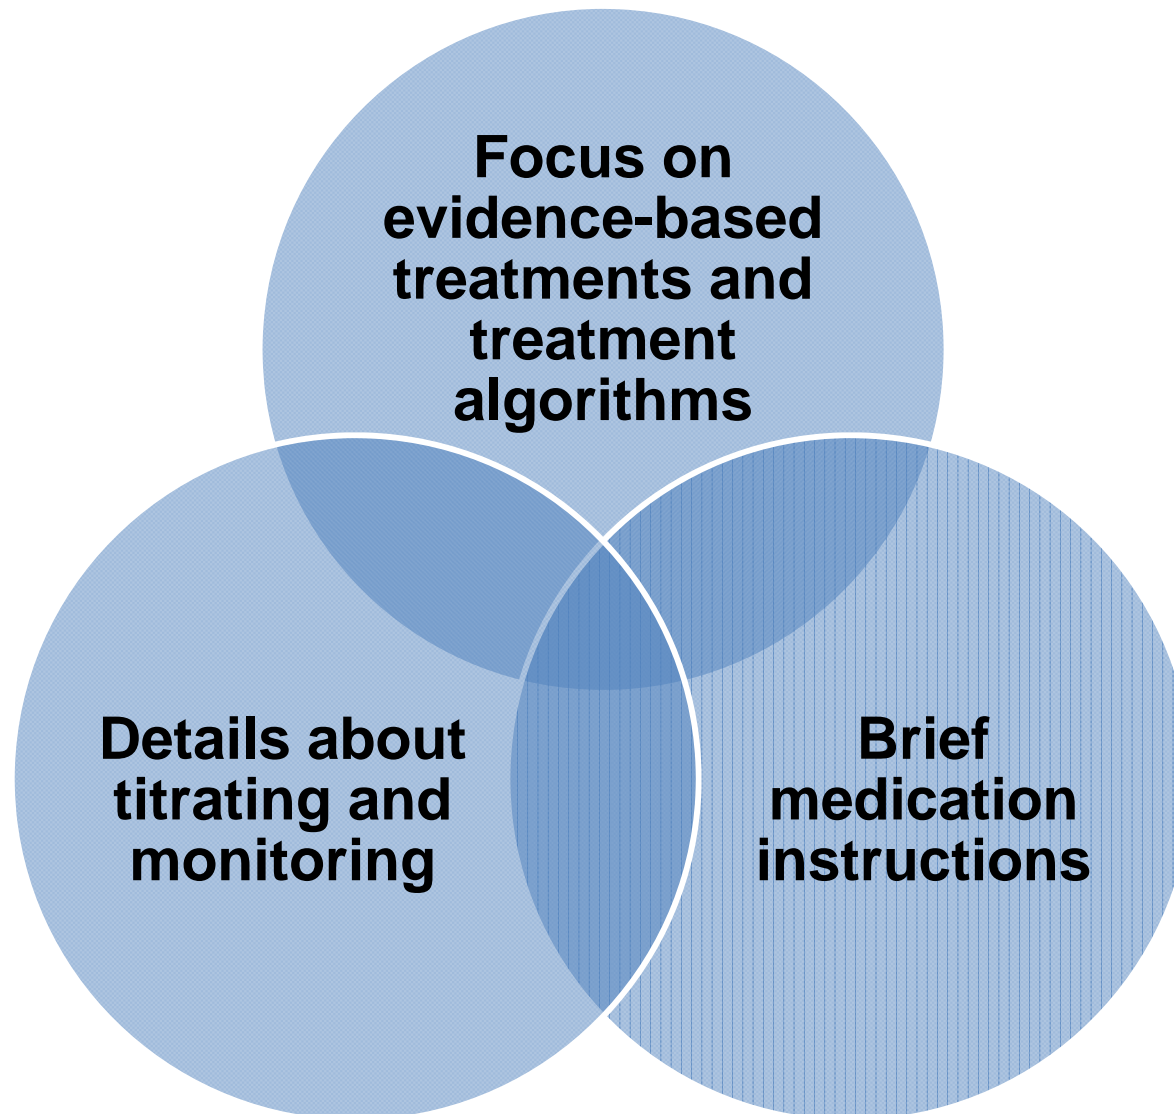 Focus on
evidence-based
treatments and
treatment
algorithms
Details about
titrating and
monitoring
Brief
medication
instructions